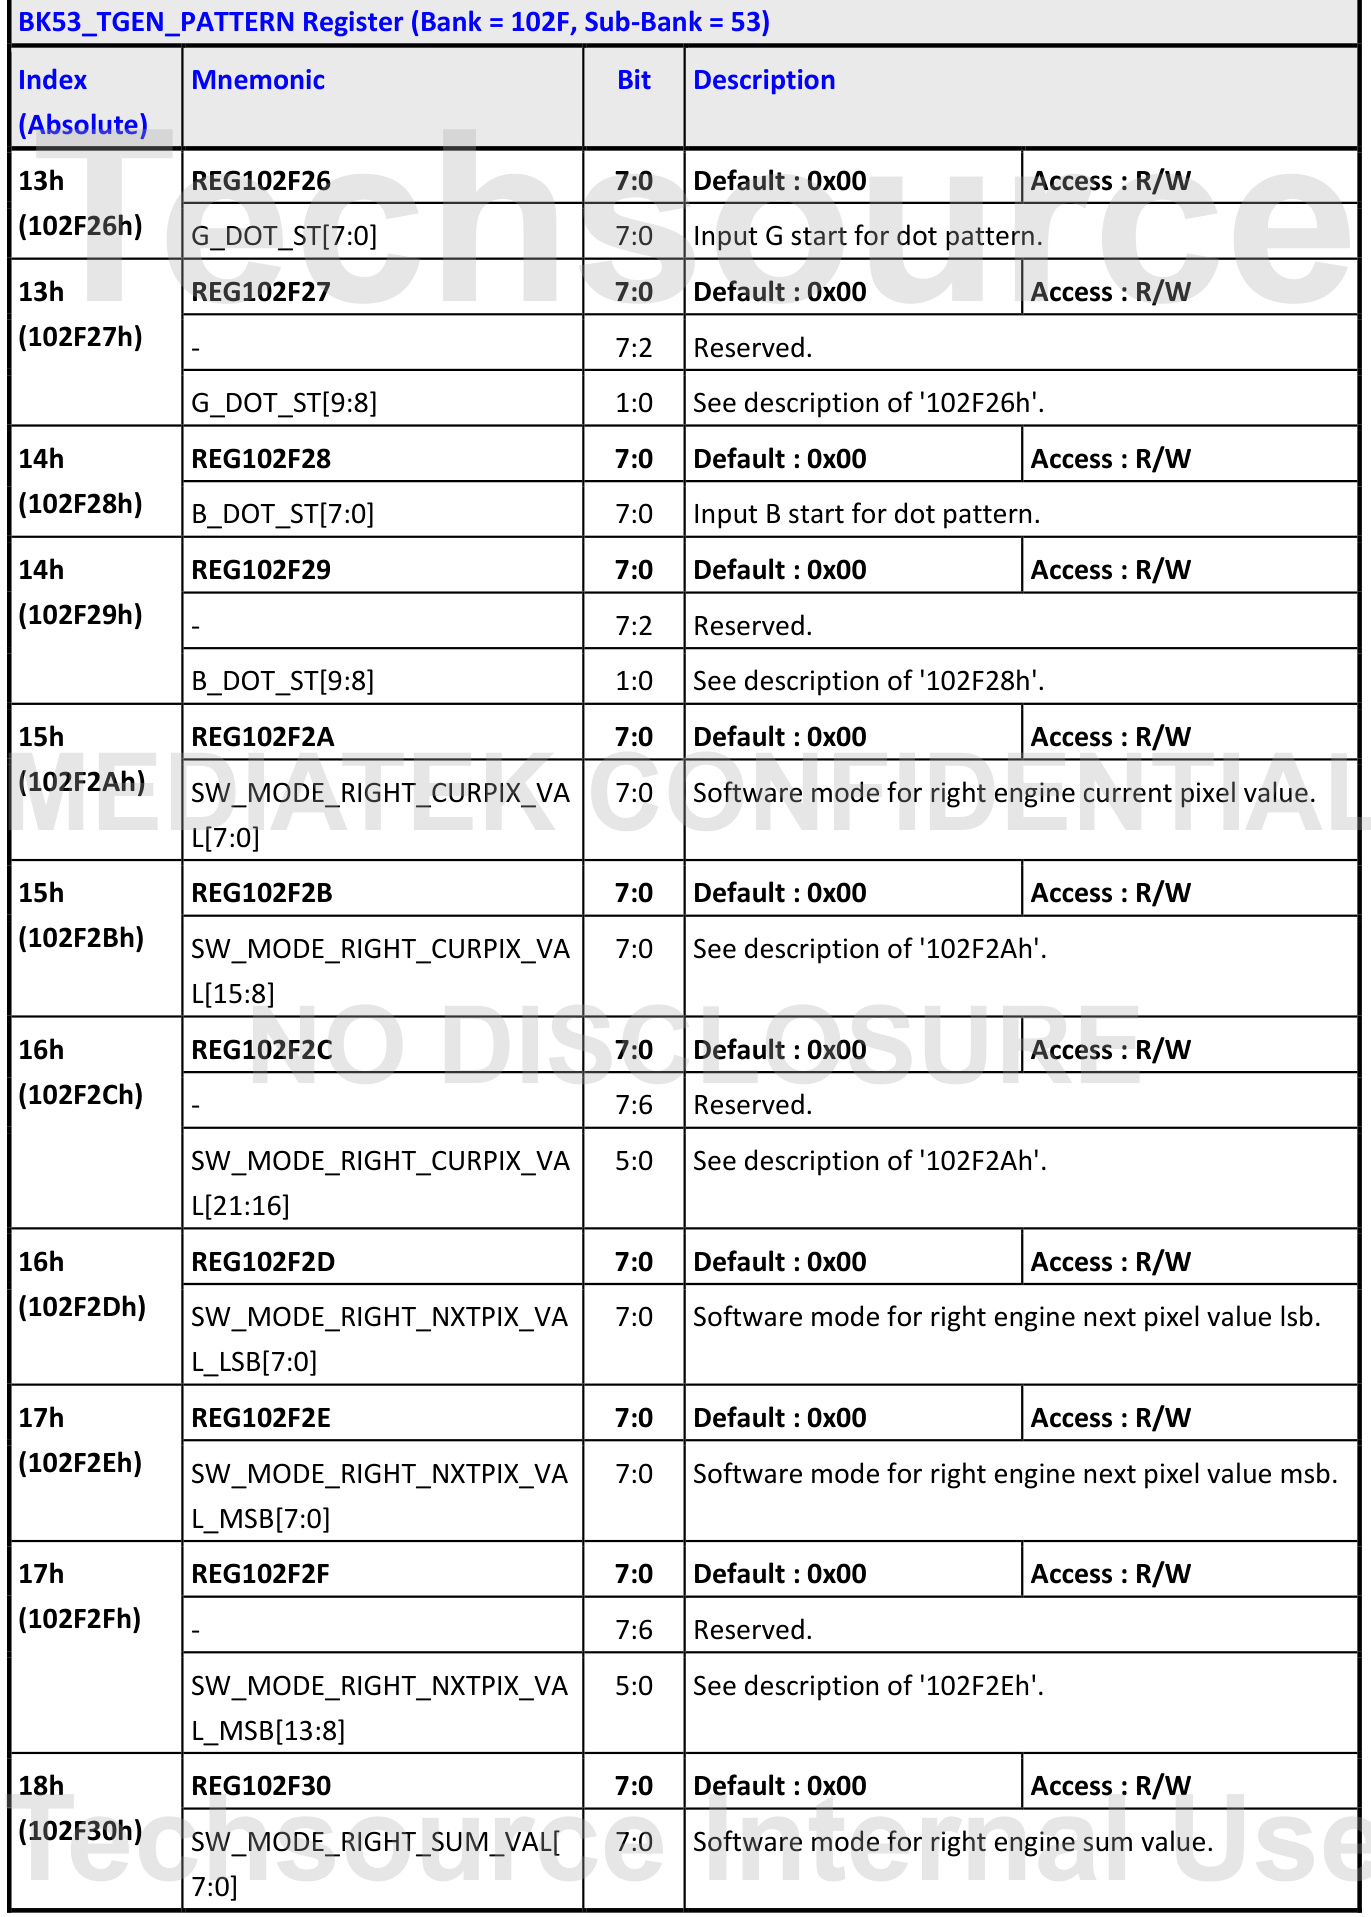 BK53_TGEN_PATTERN Register (Bank = 102F, Sub-Bank = 53)
Index Mnemonic Bit Description
(Absolute)
13h REG102F26 7:0 Default : 0x00 Access : R/W
(102F26h) G_DOT_ST[7:0] 7:0 Input G start for dot pattern.
Techsource
13h REG102F27 7:0 Default : 0x00 Access : R/W
(102F27h) - 7:2 Reserved.
G_DOT_ST[9:8] 1:0 See description of '102F26h'.
14h REG102F28 7:0 Default : 0x00 Access : R/W
(102F28h) B_DOT_ST[7:0] 7:0 Input B start for dot pattern.
14h REG102F29 7:0 Default : 0x00 Access : R/W
(102F29h) - 7:2 Reserved.
B_DOT_ST[9:8] 1:0 See description of '102F28h'.
15h REG102F2A 7:0 Default : 0x00 Access : R/W
(102F2Ah) SW_MODE_RIGHT_CURPIX_VA 7:0 Software mode for right engine current pixel value.
L[7:0]
MEDIATEK CONFIDENTIAL
15h REG102F2B 7:0 Default : 0x00 Access : R/W
(102F2Bh) SW_MODE_RIGHT_CURPIX_VA 7:0 See description of '102F2Ah'.
L[15:8]
NO DISCLOSURE
16h REG102F2C 7:0 Default : 0x00 Access : R/W
(102F2Ch) - 7:6 Reserved.
SW_MODE_RIGHT_CURPIX_VA 5:0 See description of '102F2Ah'.
L[21:16]
16h REG102F2D 7:0 Default : 0x00 Access : R/W
(102F2Dh) SW_MODE_RIGHT_NXTPIX_VA 7:0 Software mode for right engine next pixel value lsb.
L_LSB[7:0]
17h REG102F2E 7:0 Default : 0x00 Access : R/W
(102F2Eh) SW_MODE_RIGHT_NXTPIX_VA 7:0 Software mode for right engine next pixel value msb.
L_MSB[7:0]
17h REG102F2F 7:0 Default : 0x00 Access : R/W
(102F2Fh) - 7:6 Reserved.
SW_MODE_RIGHT_NXTPIX_VA 5:0 See description of '102F2Eh'.
L_MSB[13:8]
18h REG102F30 7:0 Default : 0x00 Access : R/W
(102F30h) SW_MODE_RIGHT_SUM_VAL[ 7:0 Software mode for right engine sum value.
7:0]
Techsource Internal Use